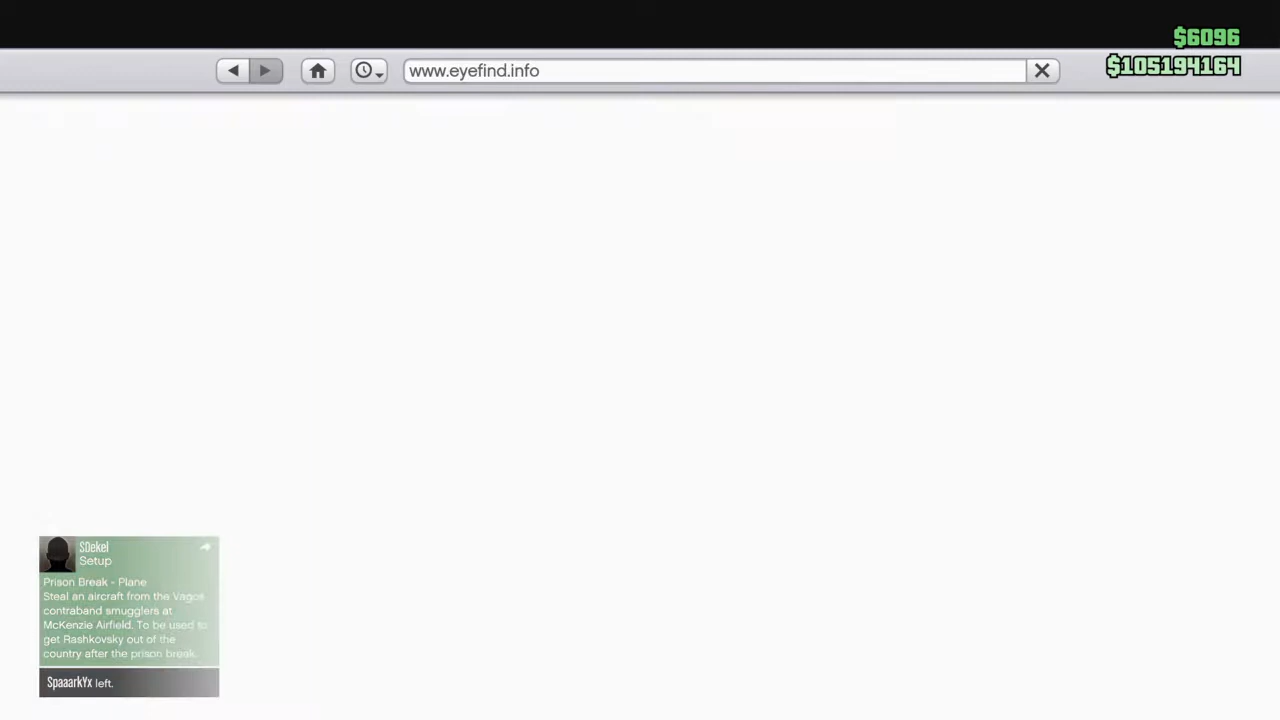 $6096
www.eyefind.info
$105194164
SDekel
Setup
Prison Break - Plane
Steal an aircraft from the Vagos
contraband smugglers at
McKenzie Airfield. To be used to
get Rashkovsky out of the
country after the prison break.
SpaaarkYx left.